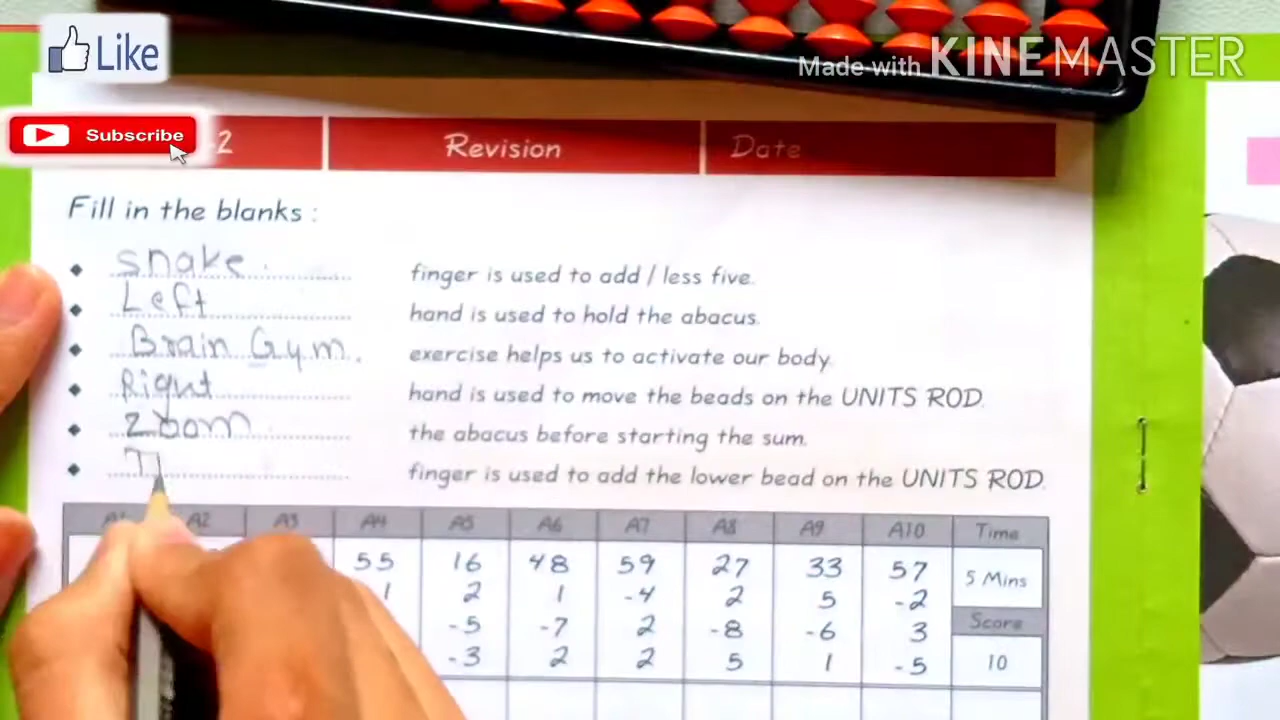 Like
Made with KINEMASTER
Subscribe
-2 Revision Date
Fill in the blanks :
Snake. finger is used to add / less five.
Left hand is used to hold the abacus.
Brain Gym. exercise helps us to activate our body.
Right hand is used to move the beads on the UNITS ROD.
Zoom the abacus before starting the sum.
finger is used to add the lower bead on the UNITS ROD.
A1 A2 A3 A4 A5 A6 A7 A8 A9 A10 Time
55 16 48 59 27 33 57 5 Mins
1 2 1 -4 2 5 -2
-5 -7 2 -8 -6 3 Score
-3 2 2 5 1 -5 10